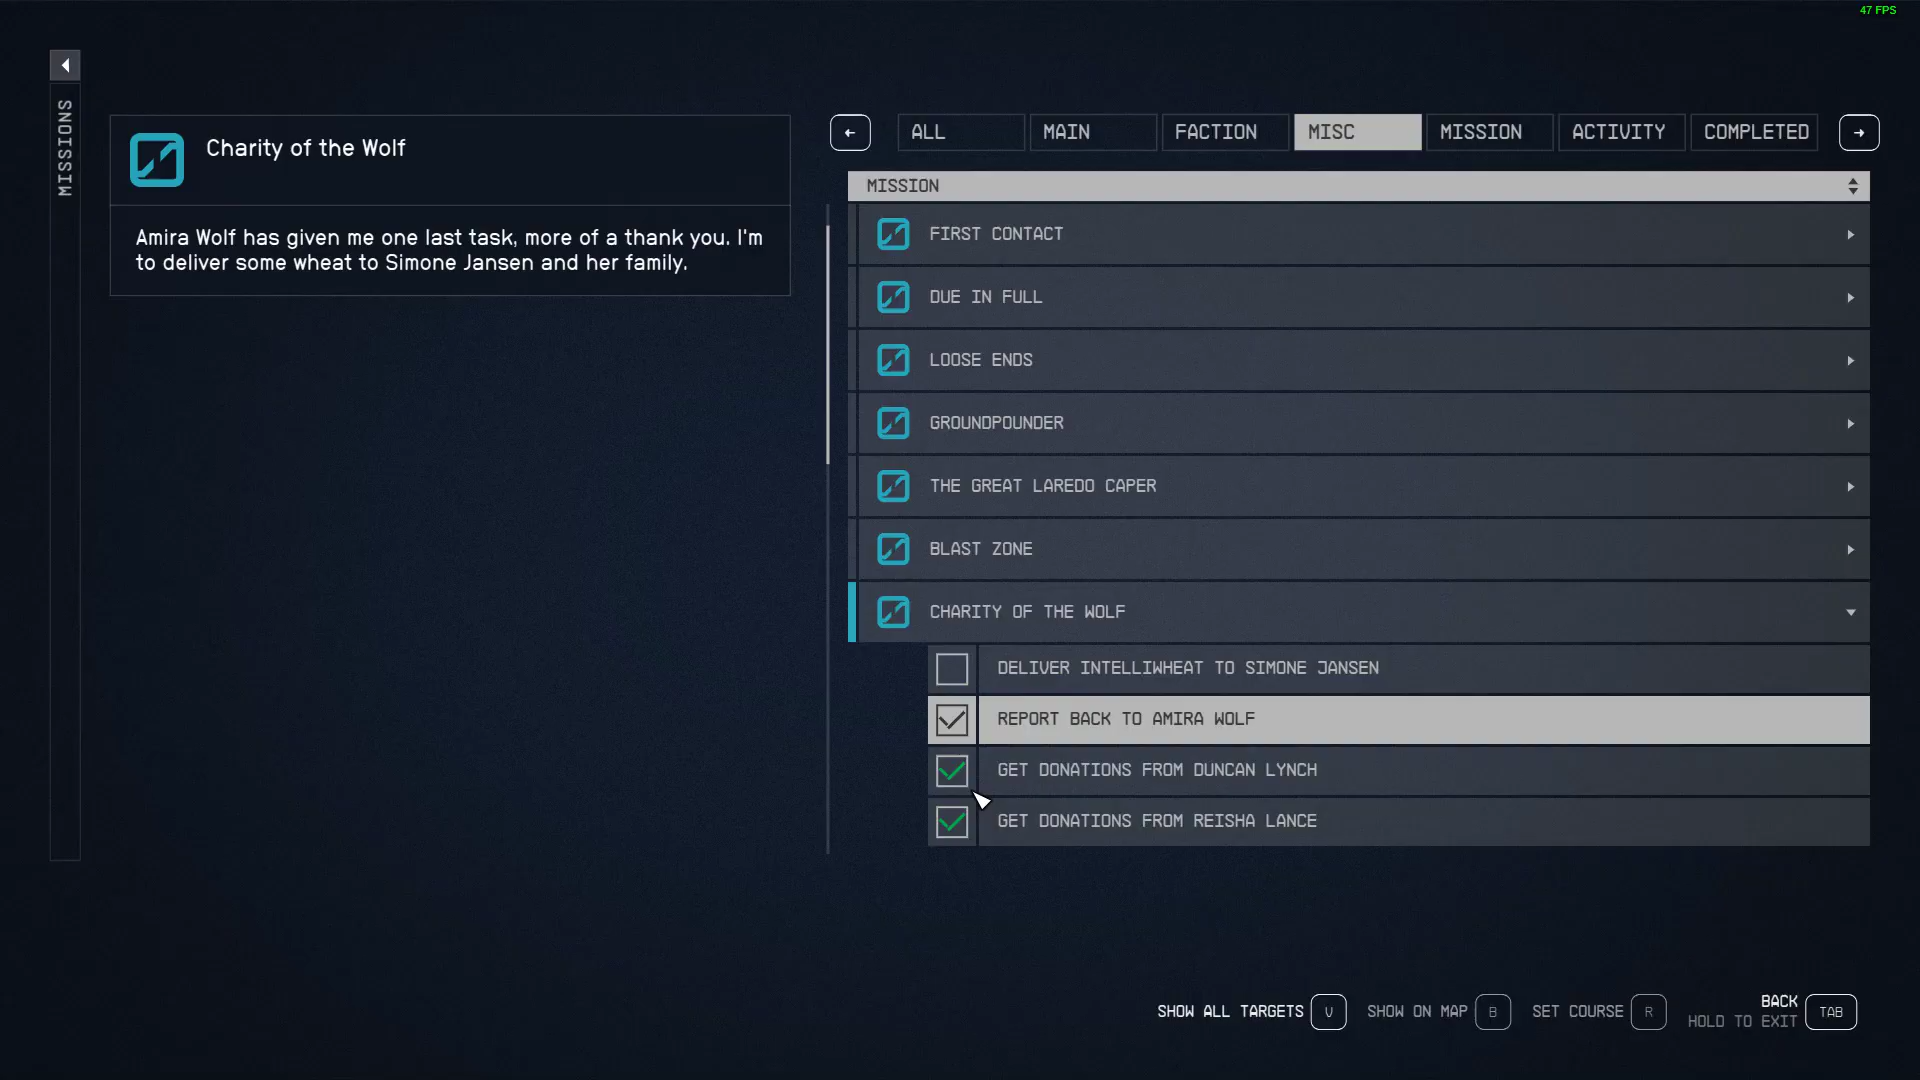 47 FPS
MISSIONS
Charity of the Wolf
Amira Wolf has given me one last task, more of a thank you. I'm
to deliver some wheat to Simone Jansen and her family.
ALL
MAIN
FACTION
MISC
MISSION
ACTIVITY
COMPLETED
MISSION
FIRST CONTACT
DUE IN FULL
LOOSE ENDS
GROUNDPOUNDER
THE GREAT LAREDO CAPER
BLAST ZONE
CHARITY OF THE WOLF
DELIVER INTELLIWHEAT TO SIMONE JANSEN
REPORT BACK TO AMIRA WOLF
GET DONATIONS FROM DUNCAN LYNCH
GET DONATIONS FROM REISHA LANCE
SHOW ALL TARGETS V
SHOW ON MAP B
SET COURSE R
BACK
HOLD TO EXIT
TAB